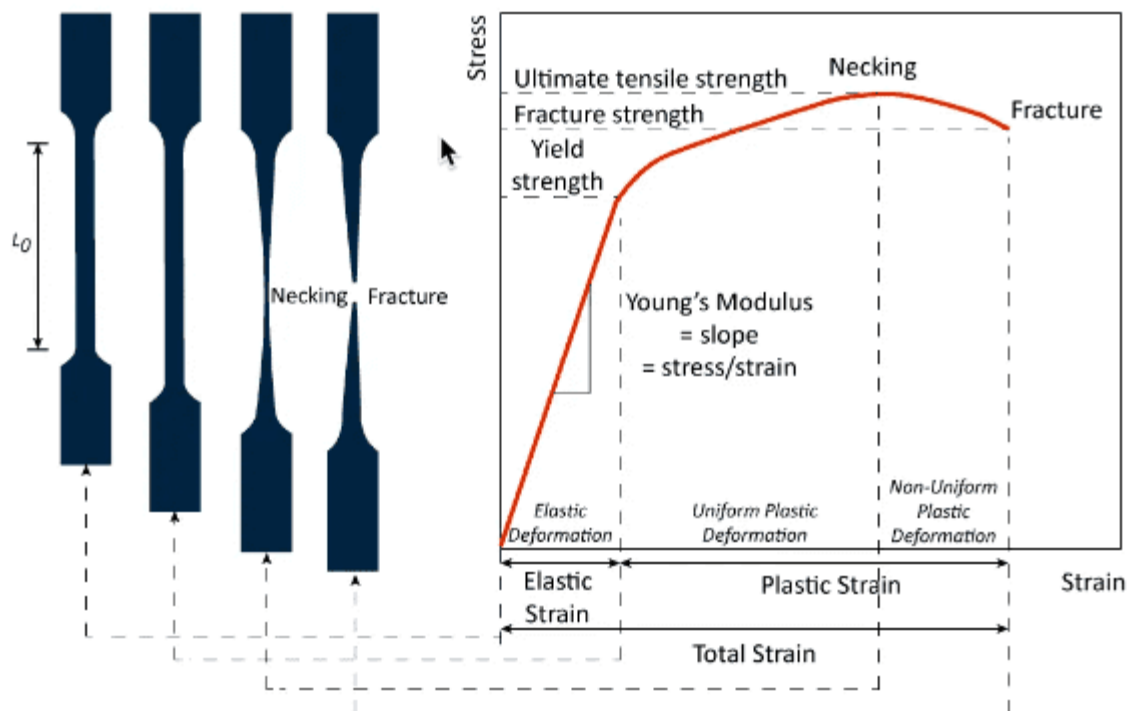 L0
Necking
Fracture
Stress
Ultimate tensile strength
Necking
Fracture strength
Fracture
Yield
strength
Young's Modulus
= slope
= stress/strain
Elastic
Deformation
Uniform Plastic
Deformation
Non-Uniform
Plastic
Deformation
Elastic
Strain
Plastic Strain
Strain
Total Strain